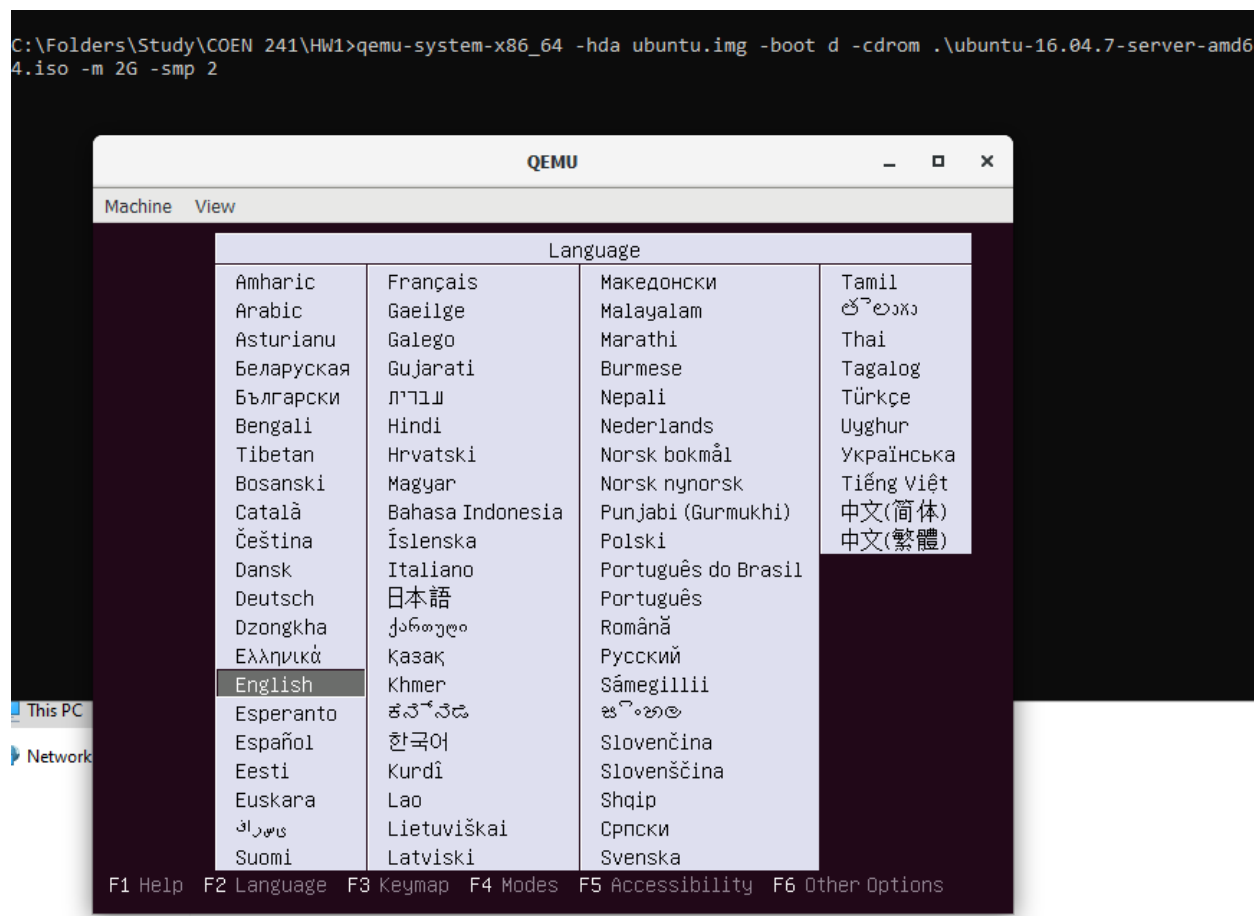 C:\Folders\Study\COEN 241\HW1>qemu-system-x86_64 -hda ubuntu.img -boot d -cdrom .\ubuntu-16.04.7-server-amd6
4.iso -m 2G -smp 2
QEMU
Machine View
Language
Amharic
Arabic
Asturianu
Беларуская
Български
Bengali
Tibetan
Bosanski
Català
Čeština
Dansk
Deutsch
Dzongkha
Ελληνικά
English
Esperanto
Español
Eesti
Euskara
Suomi
Français
Gaeilge
Galego
Gujarati
עברית
Hindi
Hrvatski
Magyar
Bahasa Indonesia
Íslenska
Italiano
日本語
ქართული
Қазақ
Khmer
한국어
Kurdî
Lao
Lietuviškai
Latviski
Македонски
Malayalam
Marathi
Burmese
Nepali
Nederlands
Norsk bokmål
Norsk nynorsk
Punjabi (Gurmukhi)
Polski
Português do Brasil
Português
Română
Русский
Sámegillii
Slovenčina
Slovenščina
Shqip
Српски
Svenska
Tamil
Thai
Tagalog
Türkçe
Uyghur
Українська
Tiếng Việt
中文(简体)
中文(繁體)
This PC
Network
F1 Help F2 Language F3 Keymap F4 Modes F5 Accessibility F6 Other Options